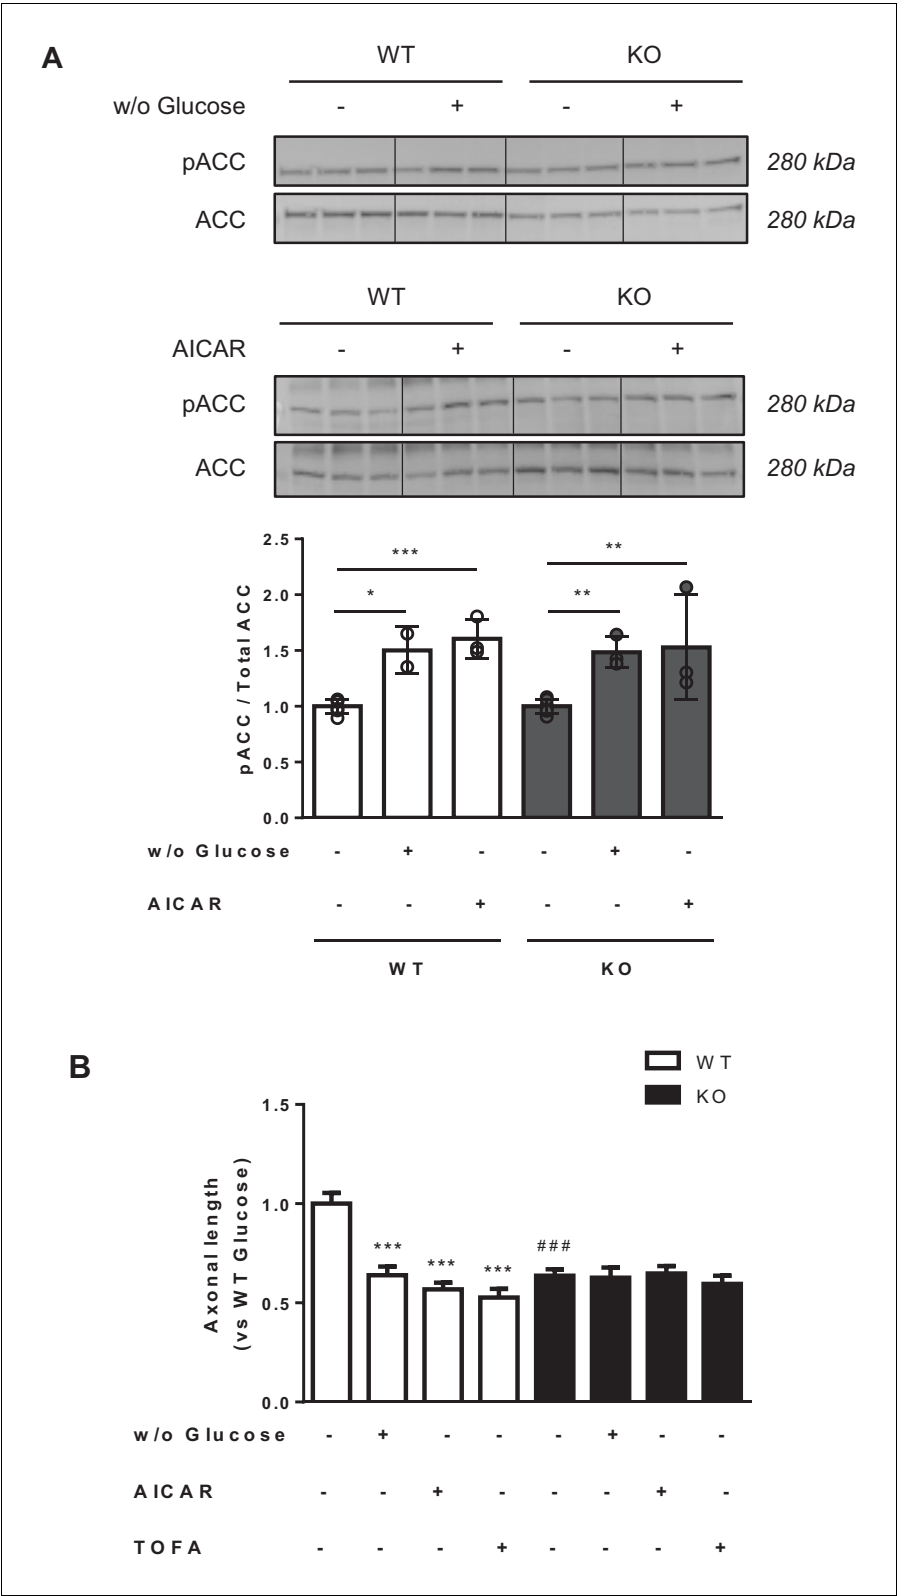 A
WT KO
w/o Glucose - + - +
pACC 280 kDa
ACC 280 kDa
WT KO
AICAR - + - +
pACC 280 kDa
ACC 280 kDa
2.5
*** **
2.0
* **
1.5
1.0
0.5
0.0
pACC / Total ACC
w/o Glucose - + - - + -
AICAR - - + - - +
WT KO
B
WT
KO
1.5
1.0
*** *** *** ###
0.5
0.0
Axonal length
(vs WT Glucose)
w/o Glucose - + - - - + - -
AICAR - - + - - - + -
TOFA - - - + - - - +